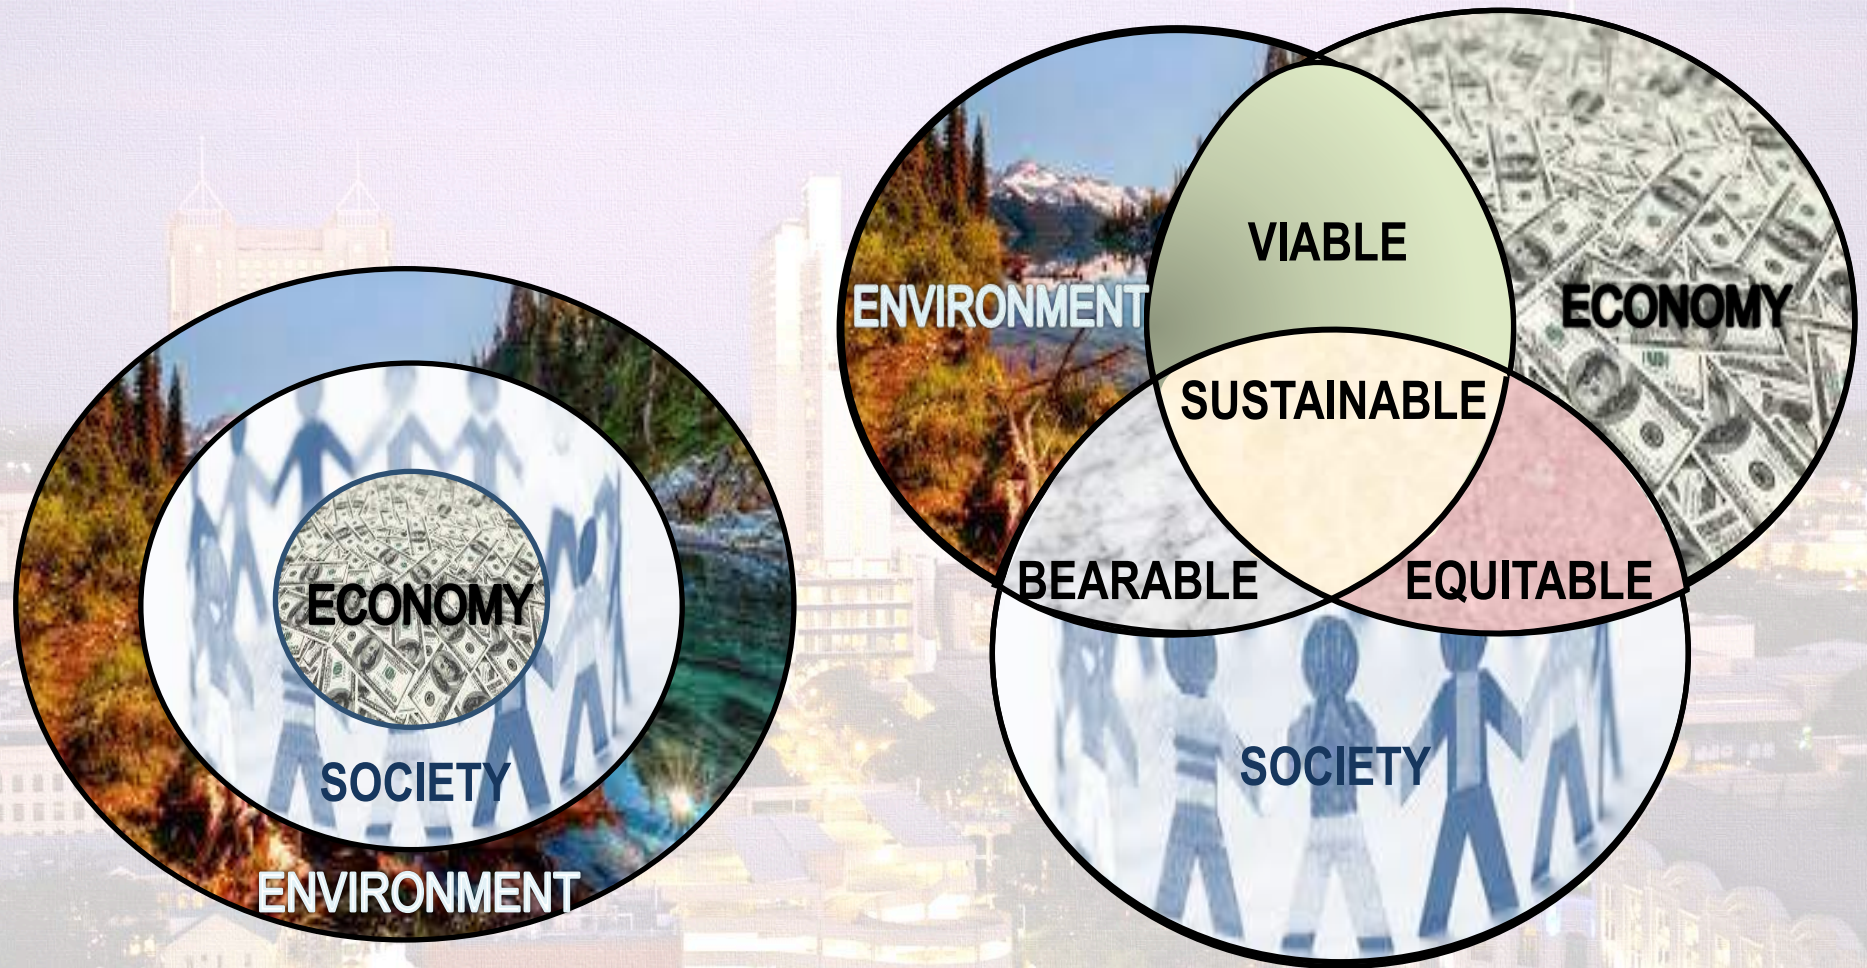 ECONOMY
SOCIETY
ENVIRONMENT
VIABLE
ENVIRONMENT
ECONOMY
SUSTAINABLE
BEARABLE
EQUITABLE
SOCIETY